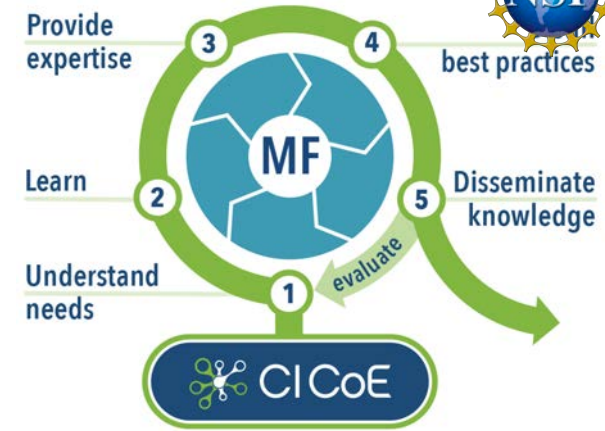 Provide
expertise
3
4
best practices
MF
Learn
2
5
Disseminate
knowledge
evaluate
Understand
needs
1
CI CoE